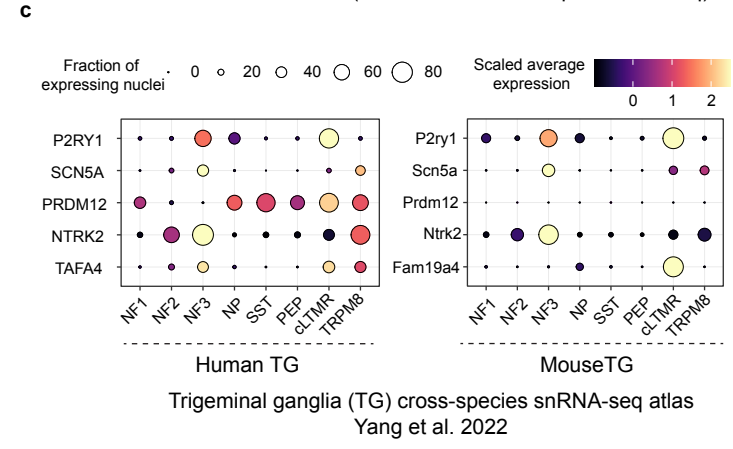 c
Fraction of
expressing nuclei
0 20 40 60 80
Scaled average
expression
0 1 2
P2RY1
SCN5A
PRDM12
NTRK2
TAFA4
NF1 NF2 NF3 NP SST PEP cLTMR TRPM8
Human TG
P2ry1
Scn5a
Prdm12
Ntrk2
Fam19a4
NF1 NF2 NF3 NP SST PEP cLTMR TRPM8
MouseTG
Trigeminal ganglia (TG) cross-species snRNA-seq atlas
Yang et al. 2022